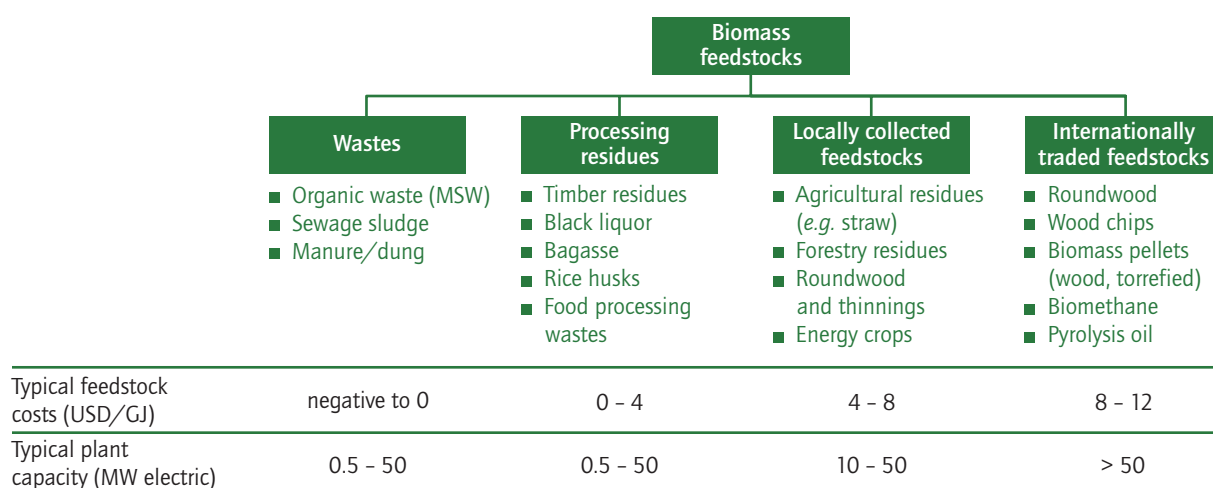 Biomass
feedstocks
Wastes
Processing
residues
Locally collected
feedstocks
Internationally
traded feedstocks
■ Organic waste (MSW)
■ Sewage sludge
■ Manure/dung
■ Timber residues
■ Black liquor
■ Bagasse
■ Rice husks
■ Food processing
wastes
■ Agricultural residues
(e.g. straw)
■ Forestry residues
■ Roundwood
and thinnings
■ Energy crops
■ Roundwood
■ Wood chips
■ Biomass pellets
(wood, torrefied)
■ Biomethane
■ Pyrolysis oil
Typical feedstock
costs (USD/GJ)
negative to 0
0 – 4
4 – 8
8 – 12
Typical plant
capacity (MW electric)
0.5 – 50
0.5 – 50
10 – 50
> 50